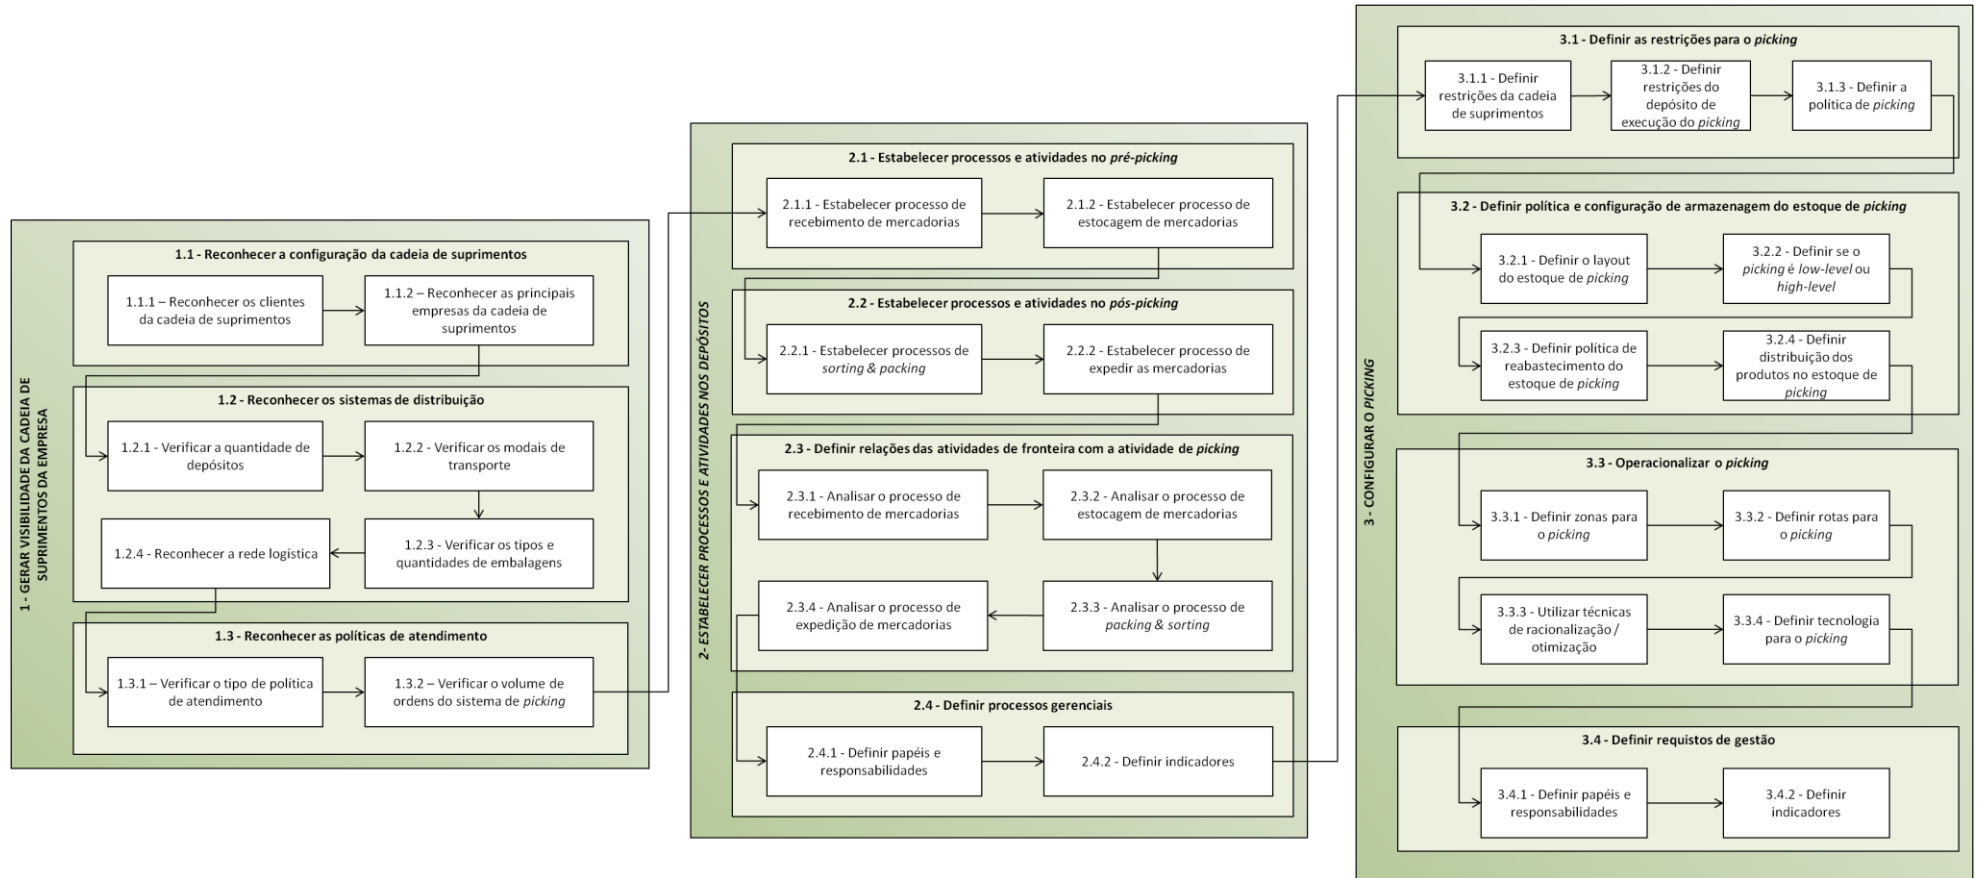 1 - GERAR VISIBILIDADE DA CADEIA DE
SUPRIMENTOS DA EMPRESA
1.1 - Reconhecer a configuração da cadeia de suprimentos
1.1.1 – Reconhecer os clientes
da cadeia de suprimentos
1.1.2 – Reconhecer as principais
empresas da cadeia de
suprimentos
1.2 - Reconhecer os sistemas de distribuição
1.2.1 - Verificar a quantidade de
depósitos
1.2.2 - Verificar os modais de
transporte
1.2.3 - Verificar os tipos e
quantidades de embalagens
1.2.4 - Reconhecer a rede logística
1.3 - Reconhecer as políticas de atendimento
1.3.1 – Verificar o tipo de política
de atendimento
1.3.2 – Verificar o volume de
ordens do sistema de picking
2- ESTABELECER PROCESSOS E ATIVIDADES NOS DEPÓSITOS
2.1 - Estabelecer processos e atividades no pré-picking
2.1.1 - Estabelecer processo de
recebimento de mercadorias
2.1.2 - Estabelecer processo de
estocagem de mercadorias
2.2 - Estabelecer processos e atividades no pós-picking
2.2.1 - Estabelecer processos de
sorting & packing
2.2.2 - Estabelecer processo de
expedir as mercadorias
2.3 - Definir relações das atividades de fronteira com a atividade de picking
2.3.1 - Analisar o processo de
recebimento de mercadorias
2.3.2 - Analisar o processo de
estocagem de mercadorias
2.3.3 - Analisar o processo de
packing & sorting
2.3.4 - Analisar o processo de
expedição de mercadorias
2.4 - Definir processos gerenciais
2.4.1 - Definir papéis e
responsabilidades
2.4.2 - Definir indicadores
3 - CONFIGURAR O PICKING
3.1 - Definir as restrições para o picking
3.1.1 - Definir
restrições da cadeia
de suprimentos
3.1.2 - Definir
restrições do
depósito de
execução do picking
3.1.3 - Definir a
política de picking
3.2 - Definir política e configuração de armazenagem do estoque de picking
3.2.1 - Definir o layout
do estoque de picking
3.2.2 - Definir se o
picking é low-level ou
high-level
3.2.3 - Definir política de
reabastecimento do
estoque de picking
3.2.4 - Definir
distribuição dos
produtos no estoque de
picking
3.3 - Operacionalizar o picking
3.3.1 - Definir zonas para
o picking
3.3.2 - Definir rotas para
o picking
3.3.3 - Utilizar técnicas
de racionalização /
otimização
3.3.4 - Definir tecnologia
para o picking
3.4 - Definir requistos de gestão
3.4.1 - Definir papéis e
responsabilidades
3.4.2 - Definir
indicadores